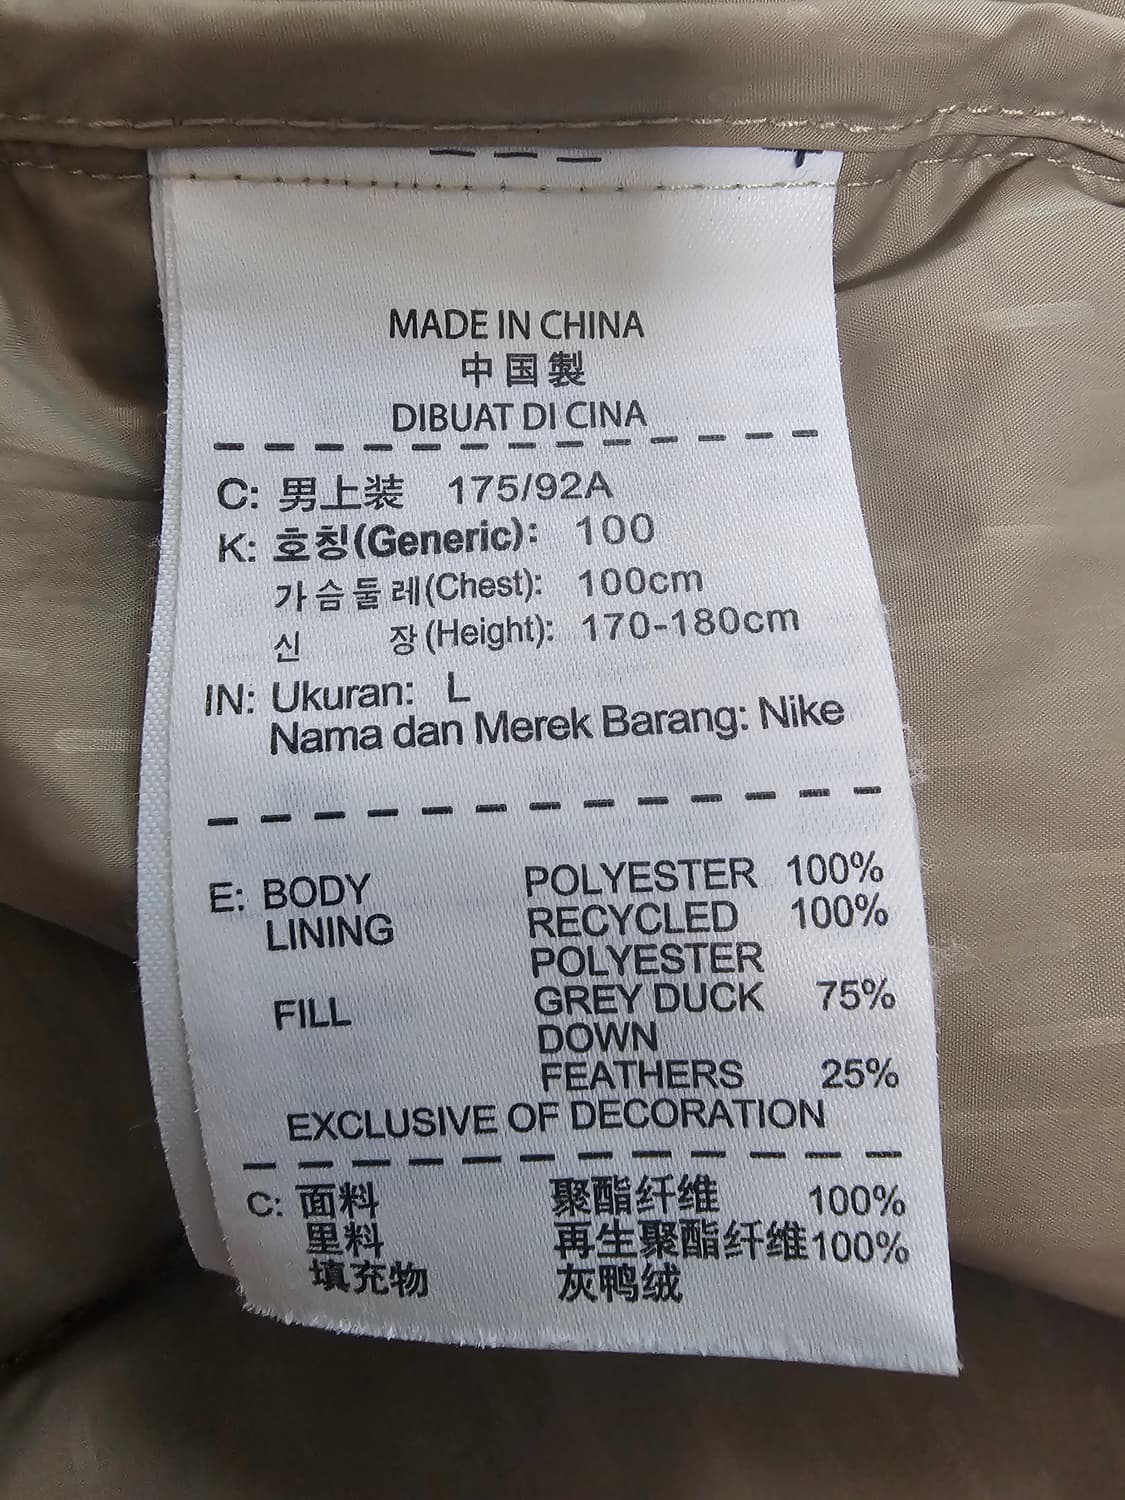 MADE IN CHINA
中国製
DIBUAT DI CINA
C: 男上装 175/92A
K: 호칭(Generic): 100
가슴둘레(Chest): 100cm
신 장(Height): 170-180cm
IN: Ukuran: L
Nama dan Merek Barang: Nike
E: BODY POLYESTER 100%
LINING RECYCLED 100%
POLYESTER
FILL GREY DUCK 75%
DOWN
FEATHERS 25%
EXCLUSIVE OF DECORATION
C: 面料 聚酯纤维 100%
里料 再生聚酯纤维100%
填充物 灰鸭绒